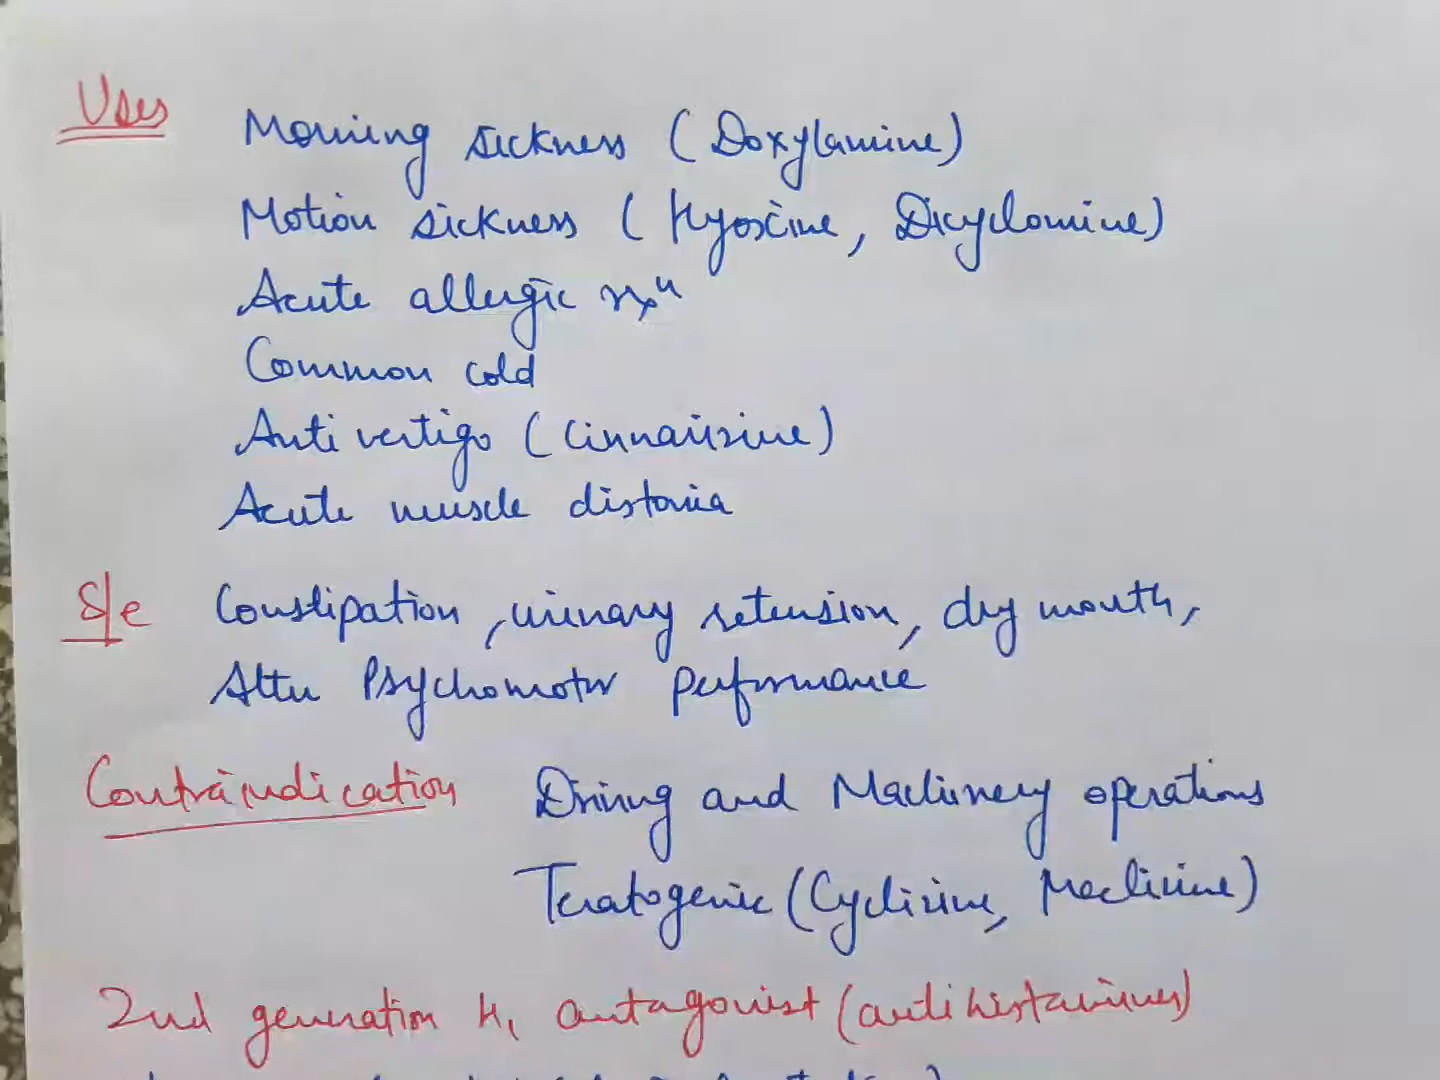 Uses
Morning sickness (Doxylamine)
Motion sickness (Hyoscine, Dicyclomine)
Acute allergic rxn
Common cold
Anti vertigo (Cinnarizine)
Acute muscle distonia
S/e Constipation, urinary retension, dry mouth,
Alter Psychomotor performance
Contraindication Driving and Machinery operations
Teratogenic (Cyclizine, Meclizine)
2nd generation H1 antagonist (antihistamines)